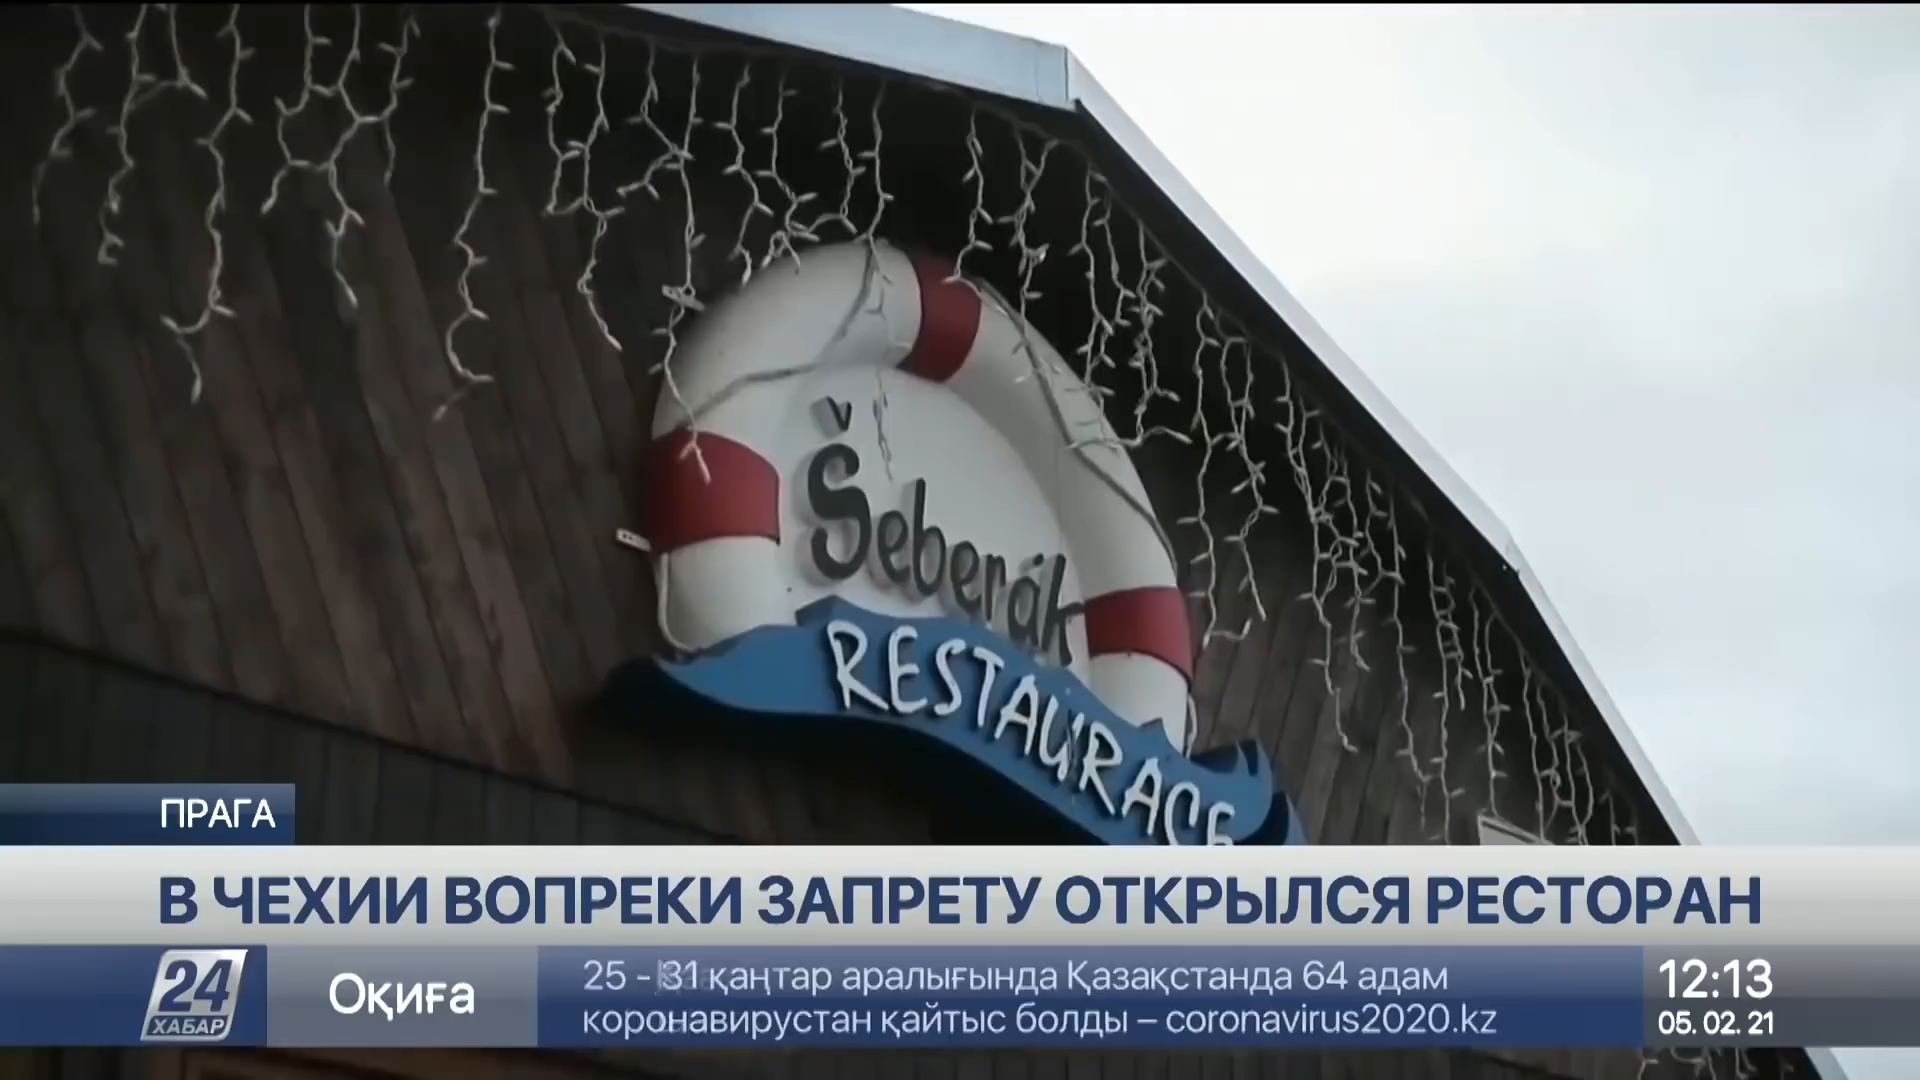 Šeberák
RESTAURACE
ПРАГА
В ЧЕХИИ ВОПРЕКИ ЗАПРЕТУ ОТКРЫЛСЯ РЕСТОРАН
24
ХАБАР
Оқиға
25 - 31 қаңтар аралығында Қазақстанда 64 адам
коронавирустан қайтыс болды – coronavirus2020.kz
12:13
05. 02. 21